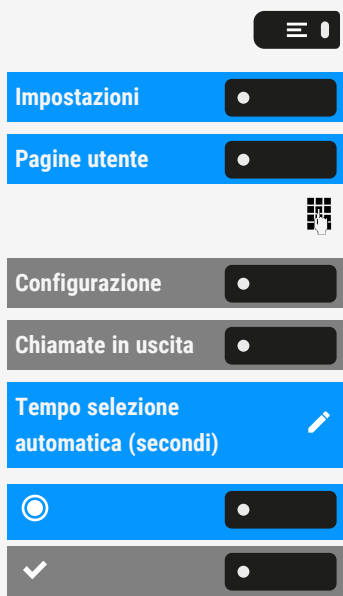 Impostazioni
Pagine utente
Configurazione
Chiamate in uscita
Tempo selezione
automatica (secondi)